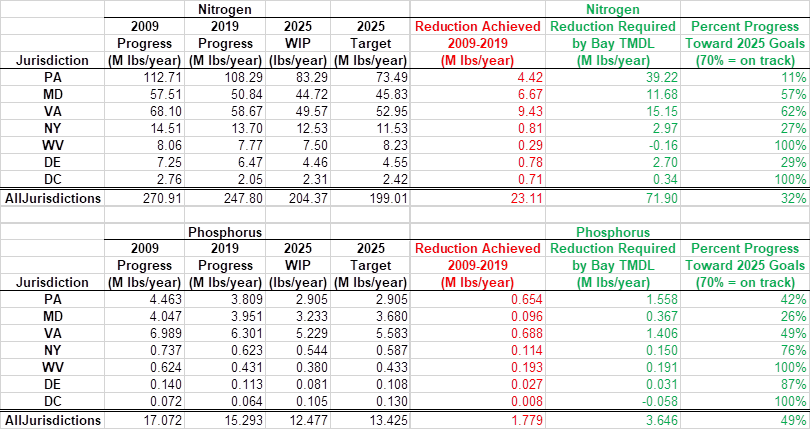 Nitrogen Nitrogen
2009 2019 2025 2025 Reduction Achieved Reduction Required Percent Progress
Progress Progress WIP Target 2009-2019 by Bay TMDL Toward 2025 Goals
Jurisdiction (M lbs/year) (M lbs/year) (lbs/year) (M lbs/year) (M lbs/year) (M lbs/year) (70% = on track)
PA 112.71 108.29 83.29 73.49 4.42 39.22 11%
MD 57.51 50.84 44.72 45.83 6.67 11.68 57%
VA 68.10 58.67 49.57 52.95 9.43 15.15 62%
NY 14.51 13.70 12.53 11.53 0.81 2.97 27%
WV 8.06 7.77 7.50 8.23 0.29 -0.16 100%
DE 7.25 6.47 4.46 4.55 0.78 2.70 29%
DC 2.76 2.05 2.31 2.42 0.71 0.34 100%
AllJurisdictions 270.91 247.80 204.37 199.01 23.11 71.90 32%
Phosphorus Phosphorus
2009 2019 2025 2025 Reduction Achieved Reduction Required Percent Progress
Progress Progress WIP Target 2009-2019 by Bay TMDL Toward 2025 Goals
Jurisdiction (M lbs/year) (M lbs/year) (lbs/year) (M lbs/year) (M lbs/year) (M lbs/year) (70% = on track)
PA 4.463 3.809 2.905 2.905 0.654 1.558 42%
MD 4.047 3.951 3.233 3.680 0.096 0.367 26%
VA 6.989 6.301 5.229 5.583 0.688 1.406 49%
NY 0.737 0.623 0.544 0.587 0.114 0.150 76%
WV 0.624 0.431 0.380 0.433 0.193 0.191 100%
DE 0.140 0.113 0.081 0.108 0.027 0.031 87%
DC 0.072 0.064 0.105 0.130 0.008 -0.058 100%
AllJurisdictions 17.072 15.293 12.477 13.425 1.779 3.646 49%